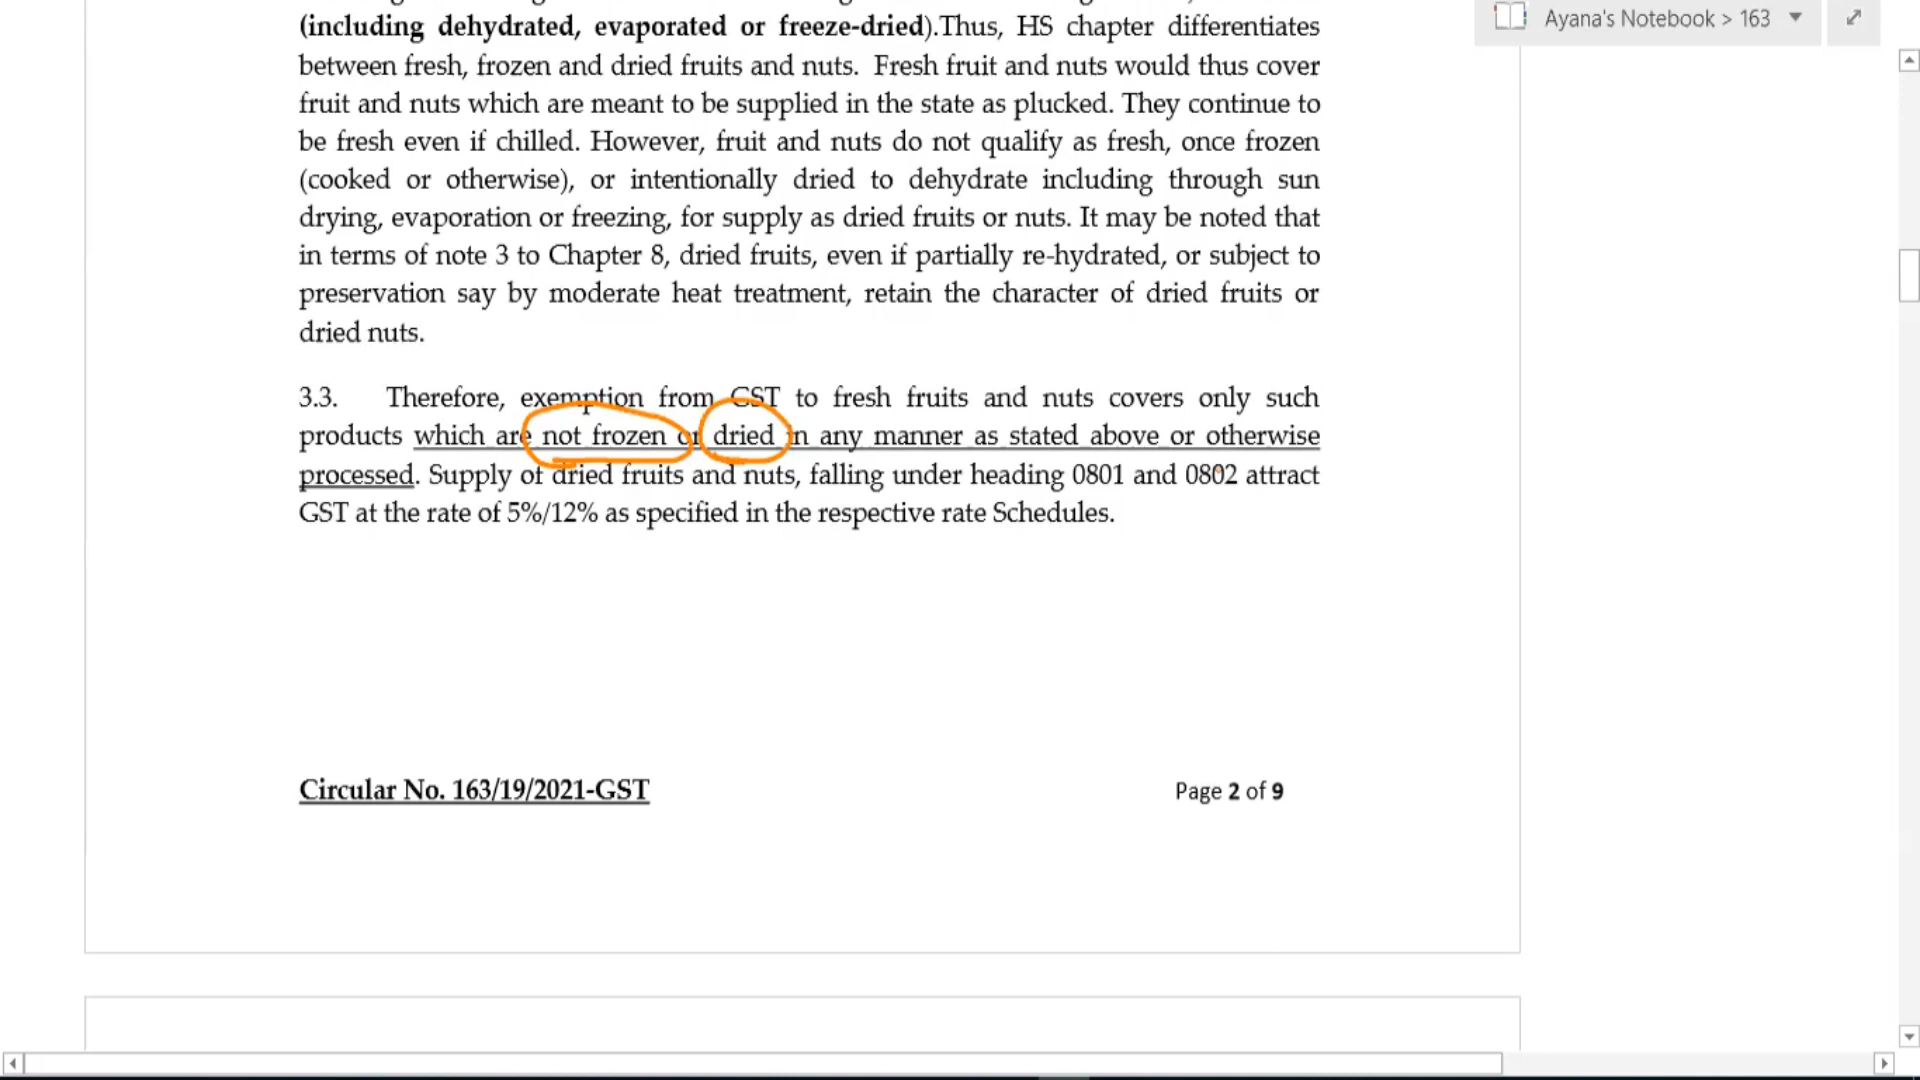 Ayana's Notebook > 163
(including dehydrated, evaporated or freeze-dried).Thus, HS chapter differentiates
between fresh, frozen and dried fruits and nuts. Fresh fruit and nuts would thus cover
fruit and nuts which are meant to be supplied in the state as plucked. They continue to
be fresh even if chilled. However, fruit and nuts do not qualify as fresh, once frozen
(cooked or otherwise), or intentionally dried to dehydrate including through sun
drying, evaporation or freezing, for supply as dried fruits or nuts. It may be noted that
in terms of note 3 to Chapter 8, dried fruits, even if partially re-hydrated, or subject to
preservation say by moderate heat treatment, retain the character of dried fruits or
dried nuts.
3.3. Therefore, exemption from GST to fresh fruits and nuts covers only such
products which are not frozen or dried in any manner as stated above or otherwise
processed. Supply of dried fruits and nuts, falling under heading 0801 and 0802 attract
GST at the rate of 5%/12% as specified in the respective rate Schedules.
Circular No. 163/19/2021-GST Page 2 of 9